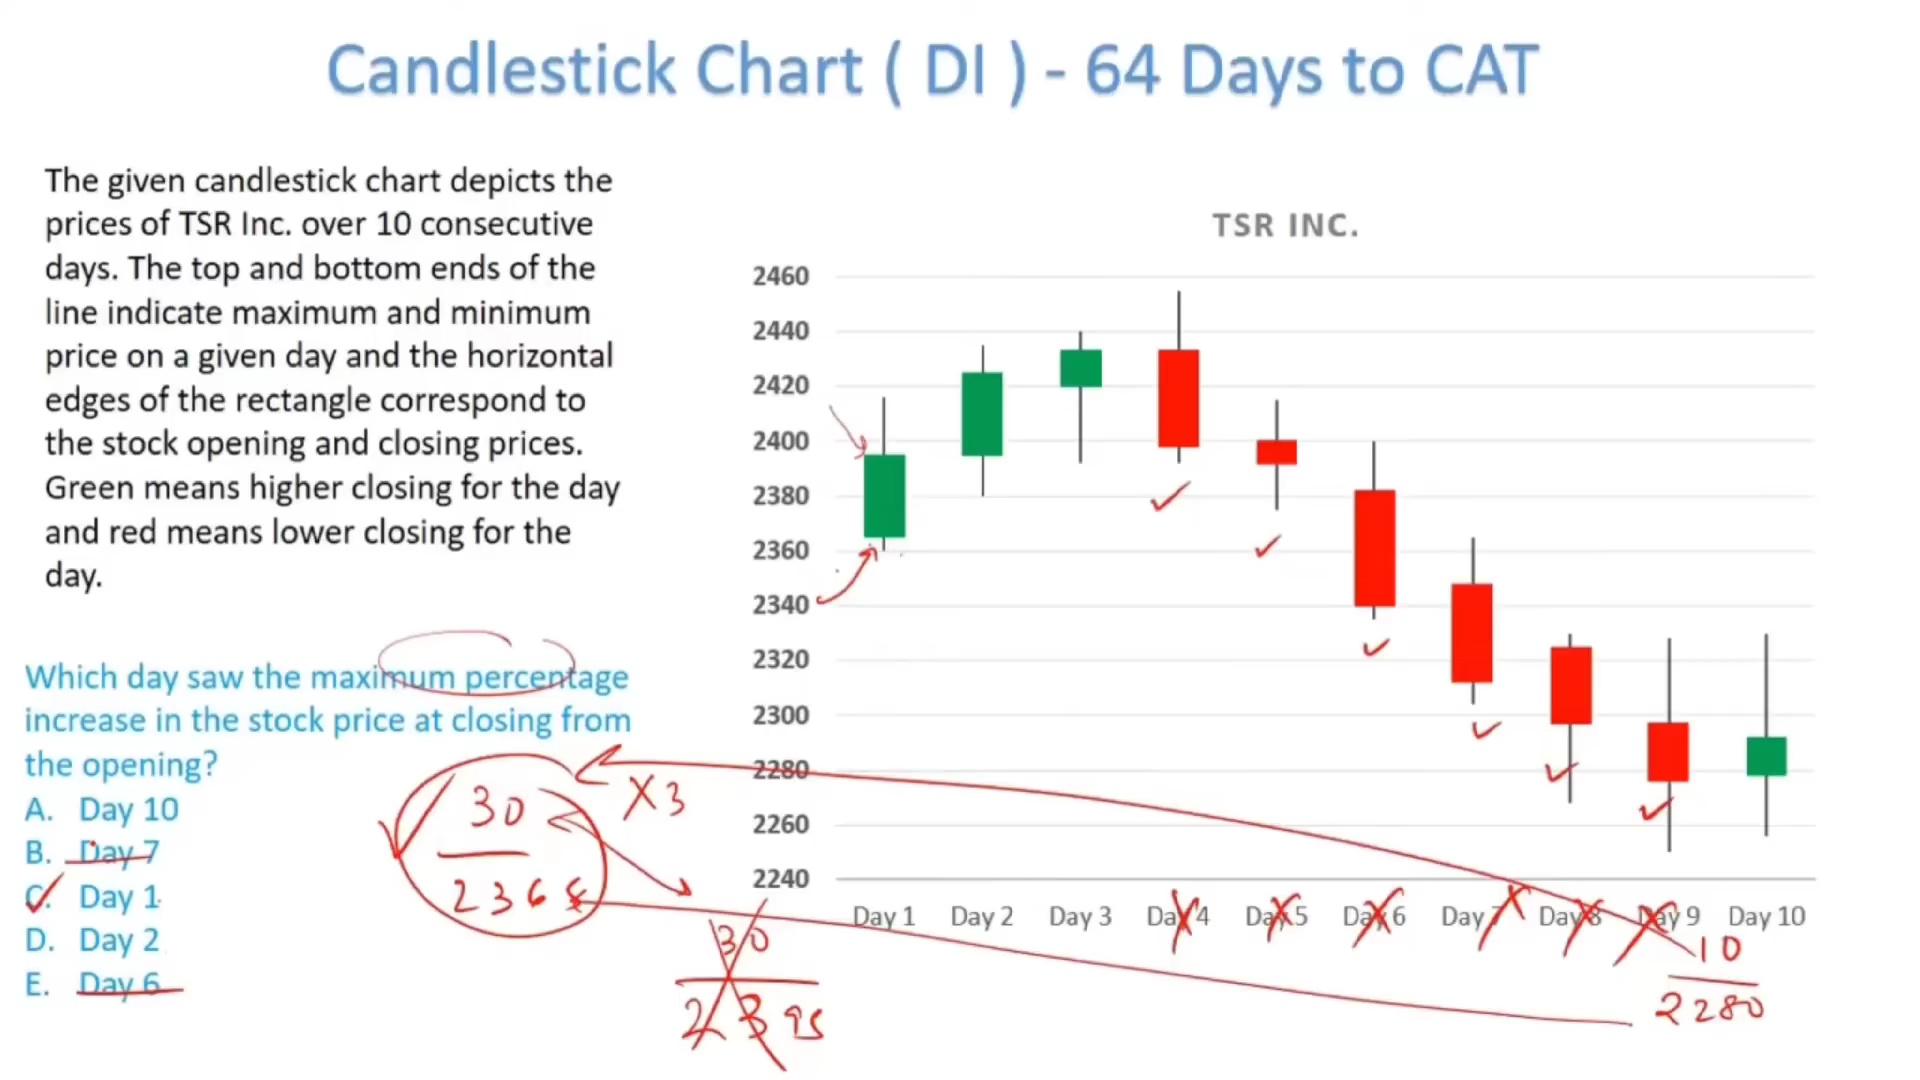 Candlestick Chart ( DI ) - 64 Days to CAT
The given candlestick chart depicts the
prices of TSR Inc. over 10 consecutive
days. The top and bottom ends of the
line indicate maximum and minimum
price on a given day and the horizontal
edges of the rectangle correspond to
the stock opening and closing prices.
Green means higher closing for the day
and red means lower closing for the
day.
Which day saw the maximum percentage
increase in the stock price at closing from
the opening?
A. Day 10
B. Day 7
C. Day 1
D. Day 2
E. Day 6
30
X3
30
2395
TSR INC.
2460
2440
2420
2400
2380
2360
2340
2320
2300
2280
2260
2240
Day 1 Day 2 Day 3 Day 4 Day 5 Day 6 Day 7 Day 8 Day 9 Day 10
10
2280